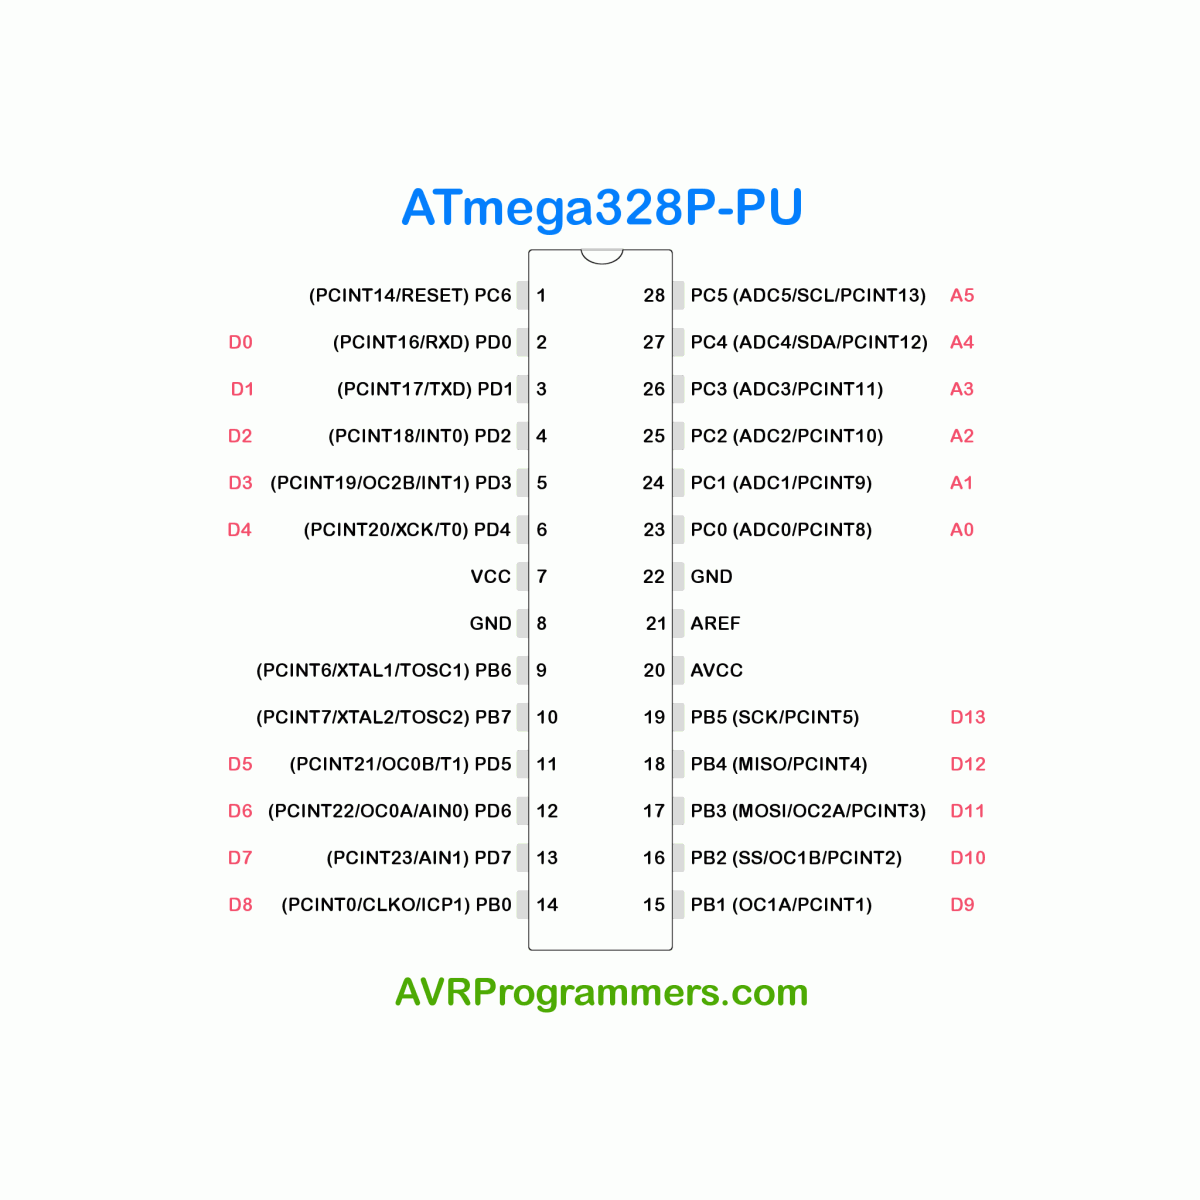 ATmega328P-PU
(PCINT14/RESET) PC6 1 28 PC5 (ADC5/SCL/PCINT13) A5
D0 (PCINT16/RXD) PD0 2 27 PC4 (ADC4/SDA/PCINT12) A4
D1 (PCINT17/TXD) PD1 3 26 PC3 (ADC3/PCINT11) A3
D2 (PCINT18/INT0) PD2 4 25 PC2 (ADC2/PCINT10) A2
D3 (PCINT19/OC2B/INT1) PD3 5 24 PC1 (ADC1/PCINT9) A1
D4 (PCINT20/XCK/T0) PD4 6 23 PC0 (ADC0/PCINT8) A0
VCC 7 22 GND
GND 8 21 AREF
(PCINT6/XTAL1/TOSC1) PB6 9 20 AVCC
(PCINT7/XTAL2/TOSC2) PB7 10 19 PB5 (SCK/PCINT5) D13
D5 (PCINT21/OC0B/T1) PD5 11 18 PB4 (MISO/PCINT4) D12
D6 (PCINT22/OC0A/AIN0) PD6 12 17 PB3 (MOSI/OC2A/PCINT3) D11
D7 (PCINT23/AIN1) PD7 13 16 PB2 (SS/OC1B/PCINT2) D10
D8 (PCINT0/CLKO/ICP1) PB0 14 15 PB1 (OC1A/PCINT1) D9
AVRProgrammers.com